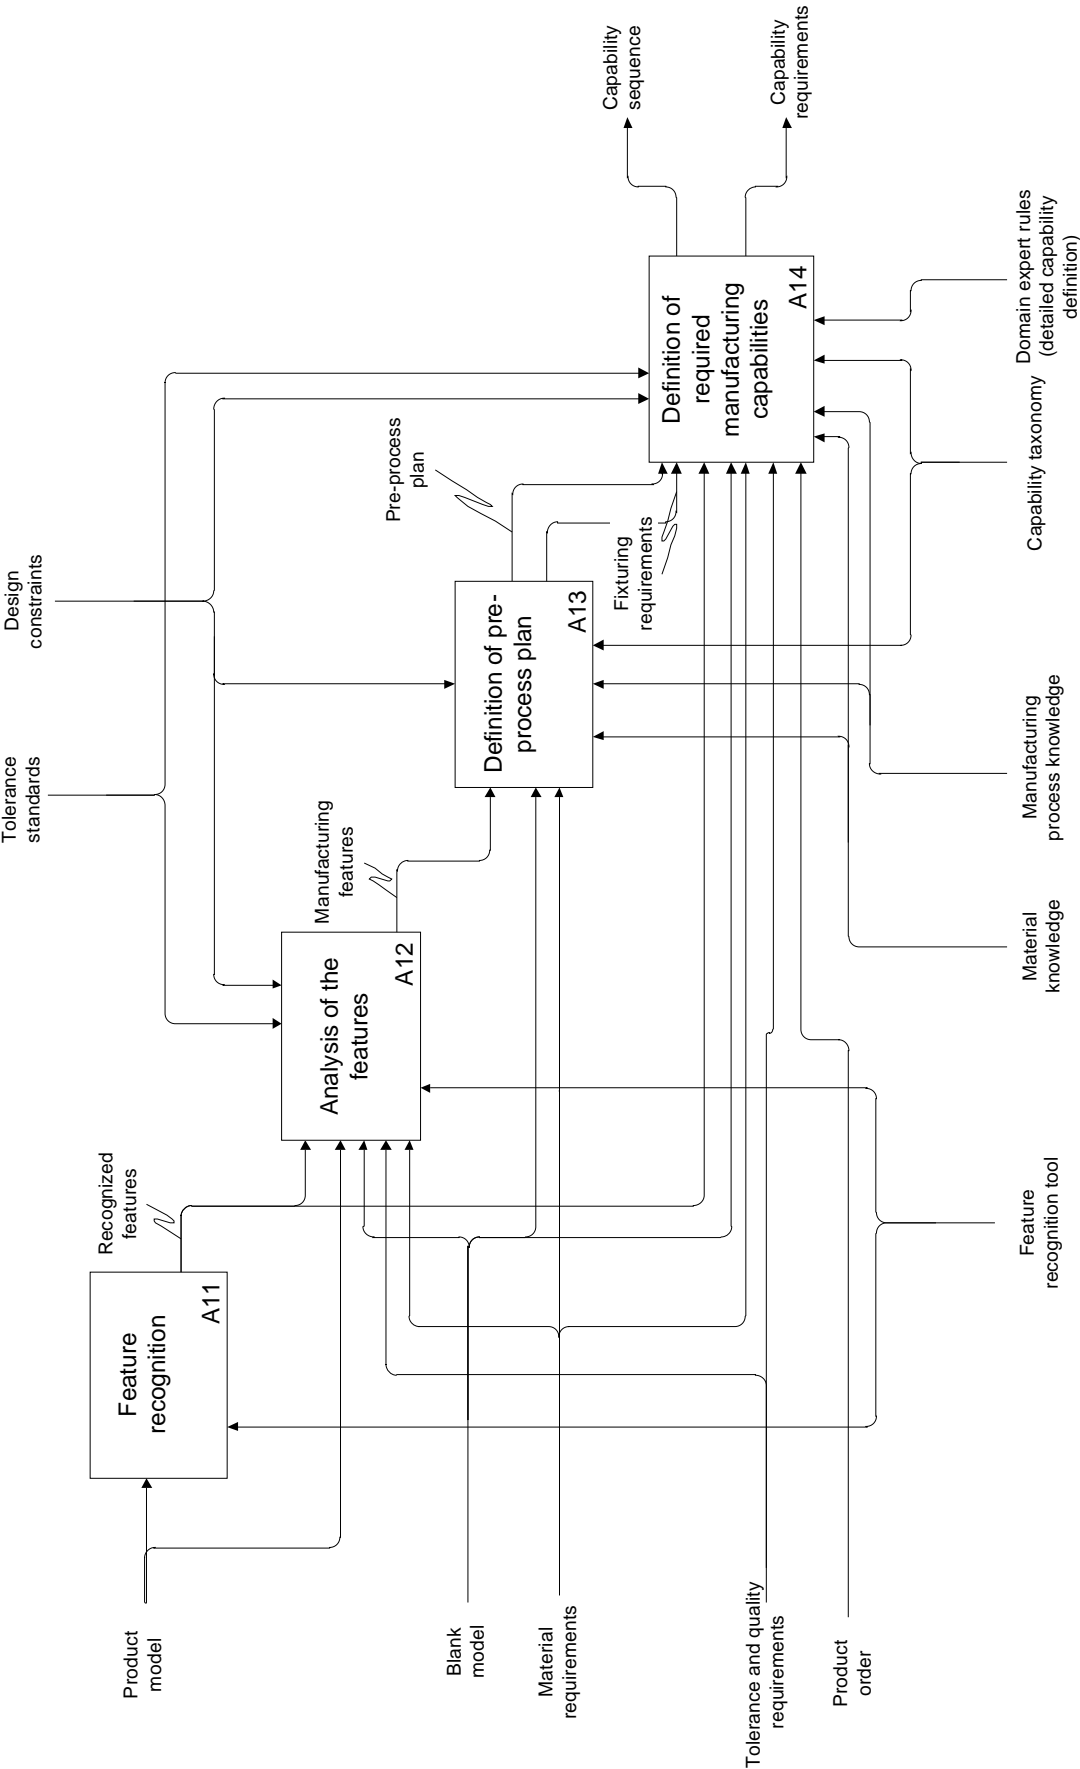 Tolerance
standards
Design
constraints
Product
model
Feature
recognition
A11
Recognized
features
Analysis of the
features
A12
Manufacturing
features
Definition of pre-
process plan
A13
Pre-process
plan
Fixturing
requirements
Definition of
required
manufacturing
capabilities
A14
Capability
sequence
Capability
requirements
Blank
model
Material
requirements
Tolerance and quality
requirements
Product
order
Feature
recognition tool
Material
knowledge
Manufacturing
process knowledge
Capability taxonomy
Domain expert rules
(detailed capability
definition)